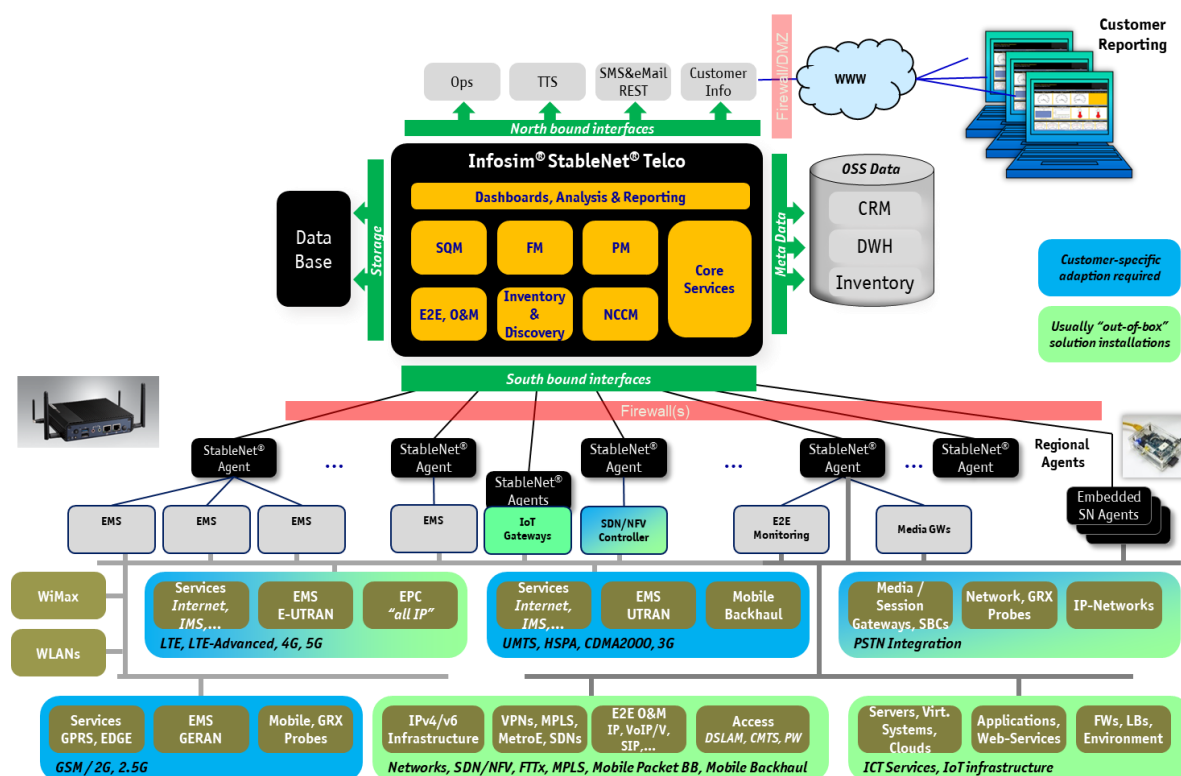 Customer
Reporting
Firewall/DMZ
WWW
Ops
TTS
SMS&eMail
REST
Customer
Info
North bound interfaces
Infosim® StableNet® Telco
Dashboards, Analysis & Reporting
SQM
FM
PM
Core
Services
E2E, O&M
Inventory
&
Discovery
NCCM
Data
Base
Storage
Meta Data
OSS Data
CRM
DWH
Inventory
Customer-specific
adaption required
Usually “out-of-box”
solution installations
South bound interfaces
Firewall(s)
StableNet®
Agent
...
StableNet®
Agent
StableNet®
Agents
StableNet®
Agent
...
StableNet®
Agent
...
StableNet®
Agent
Regional
Agents
Embedded
SN Agents
EMS
EMS
EMS
EMS
IoT
Gateways
SDN/NFV
Controller
E2E
Monitoring
Media GWs
WiMax
WLANs
Services
Internet,
IMS,...
EMS
E-UTRAN
EPC
“all IP”
LTE, LTE-Advanced, 4G, 5G
Services
Internet,
IMS,...
EMS
UTRAN
Mobile
Backhaul
UMTS, HSPA, CDMA2000, 3G
Media /
Session
Gateways, SBCs
Network, GRX
Probes
IP-Networks
PSTN Integration
Services
GPRS, EDGE
EMS
GERAN
Mobile, GRX
Probes
GSM / 2G, 2.5G
IPv4/v6
Infrastructure
VPNs, MPLS,
MetroE, SDNs
E2E O&M
IP, VoIP/V,
SIP,...
Access
DSLAM, CMTS, PW
Networks, SDN/NFV, FTTx, MPLS, Mobile Packet BB, Mobile Backhaul
Servers, Virt.
Systems,
Clouds
Applications,
Web-Services
FWs, LBs,
Environment
ICT Services, IoT infrastructure